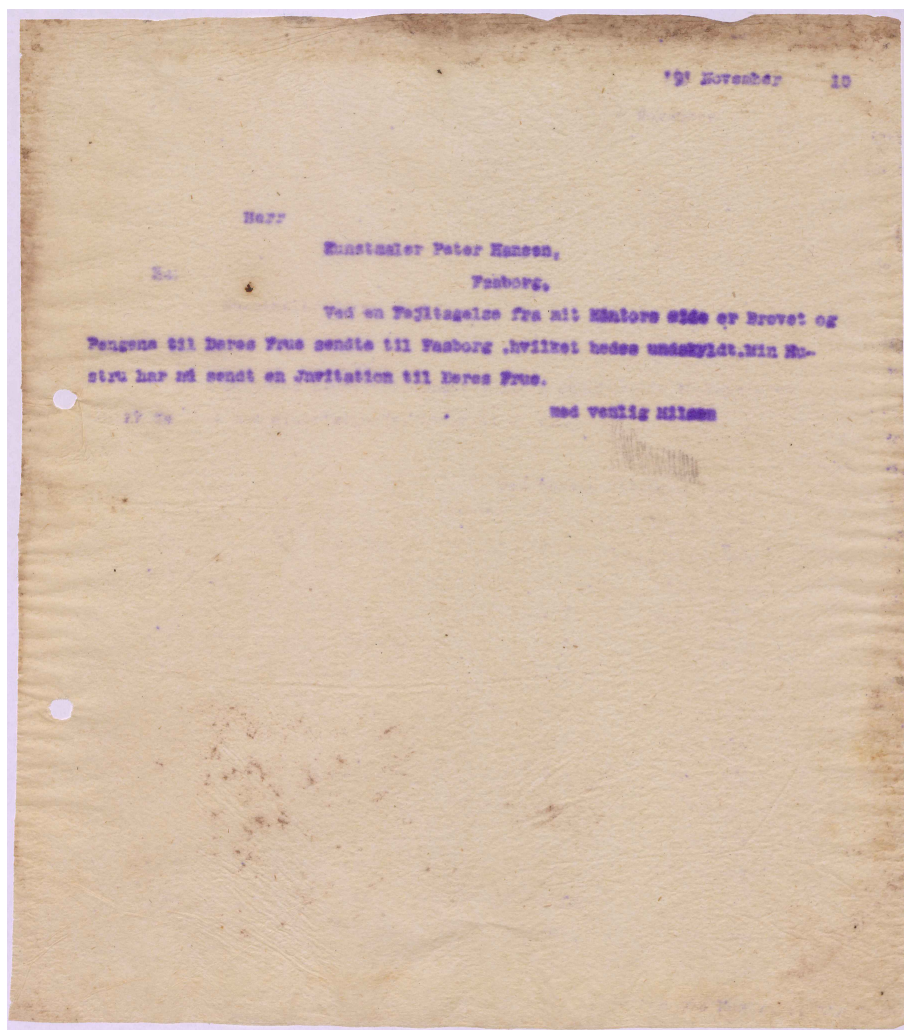 '9' November 10
Herr
Kunstmaler Peter Hansen,
Faaborg.
Ved en Fejltagelse fra mit Kontors side er Brevet og
Pengene til Deres Frue sendte til Faaborg ,hvilket bedes undskyldt.Min Hu-
stru har nu sendt en Jnvitation til Deres Frue.
med venlig Hilsen